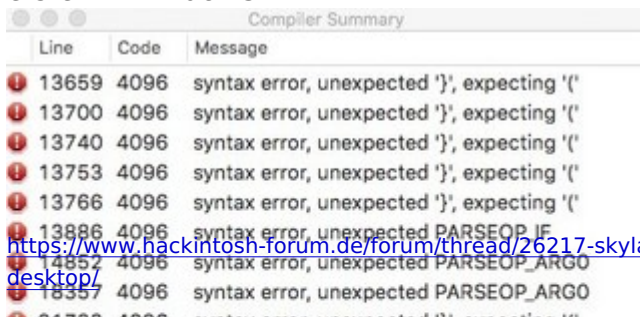 Compiler Summary
Line Code Message
13659 4096 syntax error, unexpected '}', expecting '('
13700 4096 syntax error, unexpected '}', expecting '('
13740 4096 syntax error, unexpected '}', expecting '('
13753 4096 syntax error, unexpected '}', expecting '('
13766 4096 syntax error, unexpected '}', expecting '('
13886 4096 syntax error, unexpected PARSEOP_IF
https://www.hackintosh-forum.de/forum/thread/26217-skyla
14852 4096 syntax error, unexpected PARSEOP_ARG0
desktop/
18357 4096 syntax error, unexpected PARSEOP_ARG0